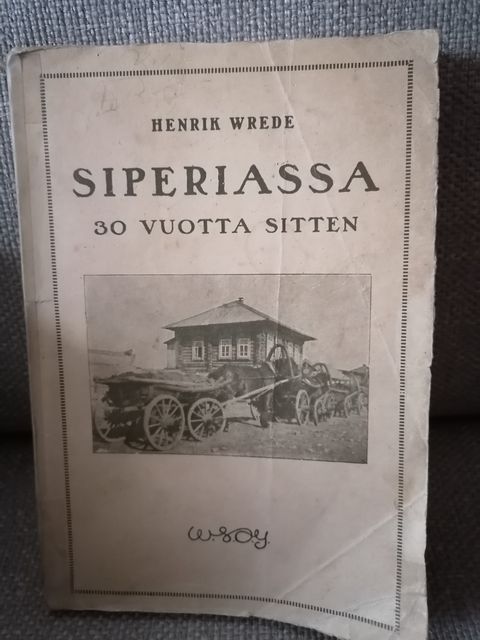 HENRIK WREDE
SIPERIASSA
30 VUOTTA SITTEN
W.S.O.Y.